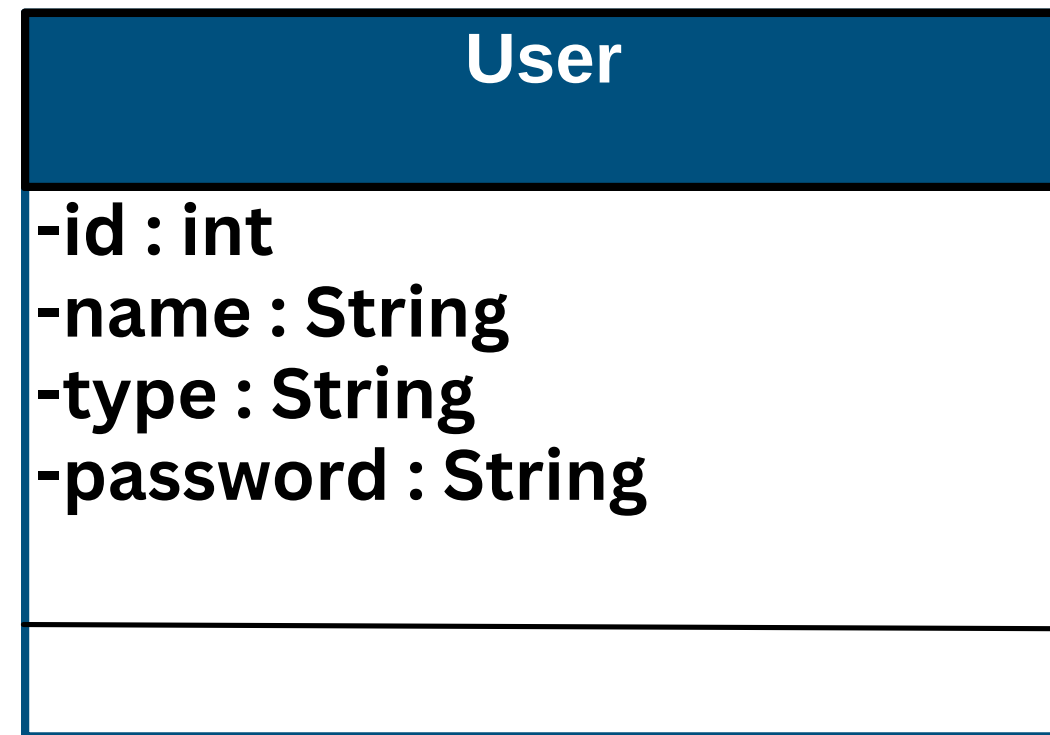 User
-id : int
-name : String
-type : String
-password : String